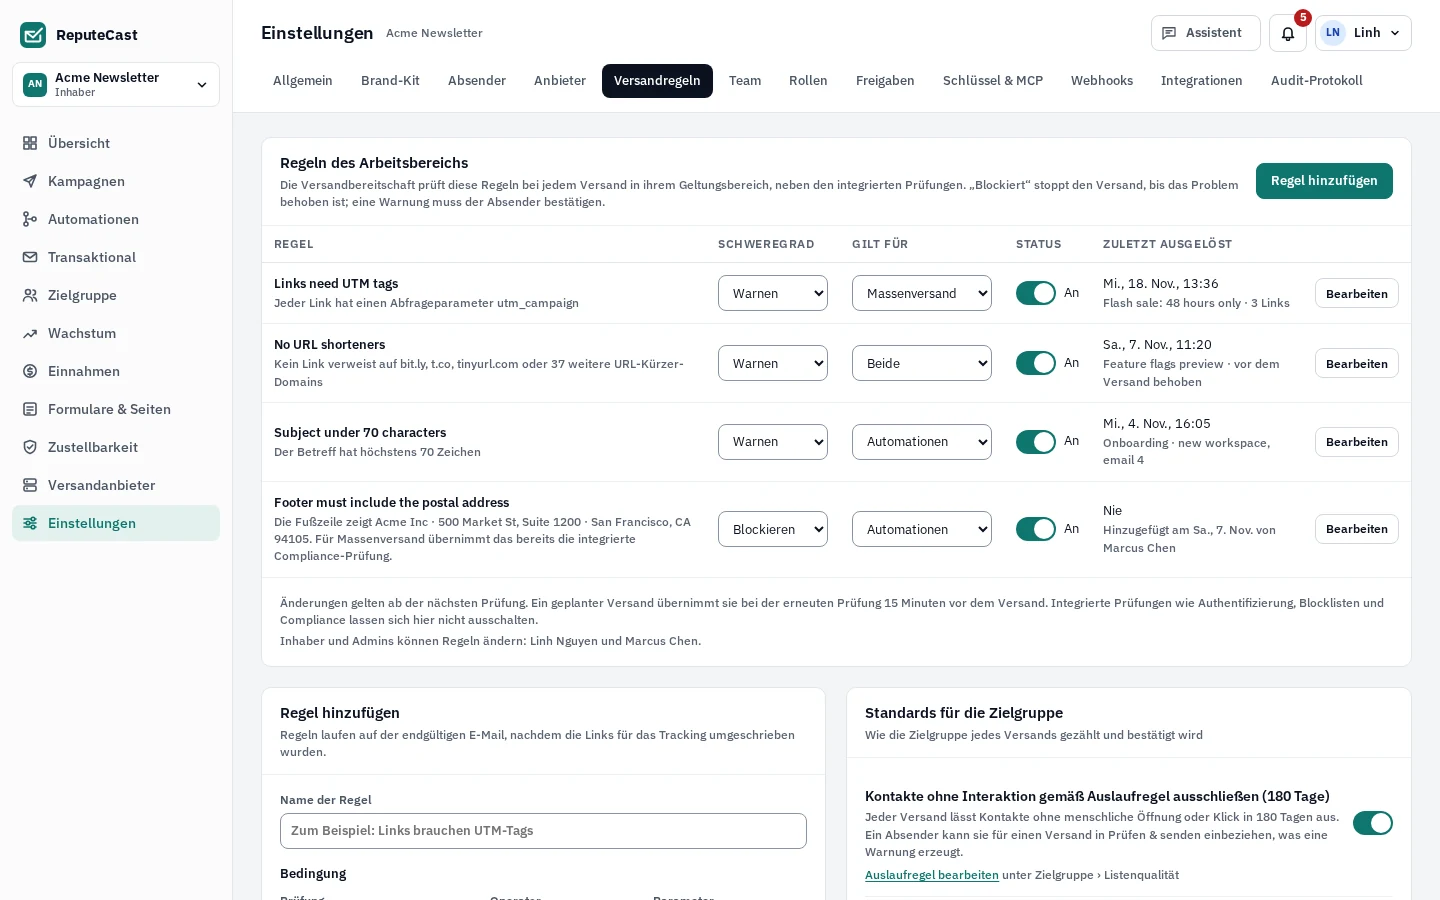 ReputeCast
AN
Acme Newsletter
Inhaber
Übersicht
Kampagnen
Automationen
Transaktional
Zielgruppe
Wachstum
Einnahmen
Formulare & Seiten
Zustellbarkeit
Versandanbieter
Einstellungen
Einstellungen
Acme Newsletter
Assistent
5
LN
Linh
Allgemein
Brand-Kit
Absender
Anbieter
Versandregeln
Team
Rollen
Freigaben
Schlüssel & MCP
Webhooks
Integrationen
Audit-Protokoll
Regeln des Arbeitsbereichs
Die Versandbereitschaft prüft diese Regeln bei jedem Versand in ihrem Geltungsbereich, neben den integrierten Prüfungen. „Blockiert“ stoppt den Versand, bis das Problem
behoben ist; eine Warnung muss der Absender bestätigen.
Regel hinzufügen
REGEL
SCHWEREGRAD
GILT FÜR
STATUS
ZULETZT AUSGELÖST
Links need UTM tags
Jeder Link hat einen Abfrageparameter utm_campaign
Warnen
Massenversand
An
Mi., 18. Nov., 13:36
Flash sale: 48 hours only · 3 Links
Bearbeiten
No URL shorteners
Kein Link verweist auf bit.ly, t.co, tinyurl.com oder 37 weitere URL-Kürzer-
Domains
Warnen
Beide
An
Sa., 7. Nov., 11:20
Feature flags preview · vor dem
Versand behoben
Bearbeiten
Subject under 70 characters
Der Betreff hat höchstens 70 Zeichen
Warnen
Automationen
An
Mi., 4. Nov., 16:05
Onboarding · new workspace,
email 4
Bearbeiten
Footer must include the postal address
Die Fußzeile zeigt Acme Inc · 500 Market St, Suite 1200 · San Francisco, CA
94105. Für Massenversand übernimmt das bereits die integrierte
Compliance-Prüfung.
Blockieren
Automationen
An
Nie
Hinzugefügt am Sa., 7. Nov. von
Marcus Chen
Bearbeiten
Änderungen gelten ab der nächsten Prüfung. Ein geplanter Versand übernimmt sie bei der erneuten Prüfung 15 Minuten vor dem Versand. Integrierte Prüfungen wie Authentifizierung, Blocklisten und
Compliance lassen sich hier nicht ausschalten.
Inhaber und Admins können Regeln ändern: Linh Nguyen und Marcus Chen.
Regel hinzufügen
Regeln laufen auf der endgültigen E-Mail, nachdem die Links für das Tracking umgeschrieben
wurden.
Name der Regel
Zum Beispiel: Links brauchen UTM-Tags
Bedingung
Prüfung
Operator
Parameter
Standards für die Zielgruppe
Wie die Zielgruppe jedes Versands gezählt und bestätigt wird
Kontakte ohne Interaktion gemäß Auslaufregel ausschließen (180 Tage)
Jeder Versand lässt Kontakte ohne menschliche Öffnung oder Klick in 180 Tagen aus.
Ein Absender kann sie für einen Versand in Prüfen & senden einbeziehen, was eine
Warnung erzeugt.
Auslaufregel bearbeiten unter Zielgruppe › Listenqualität